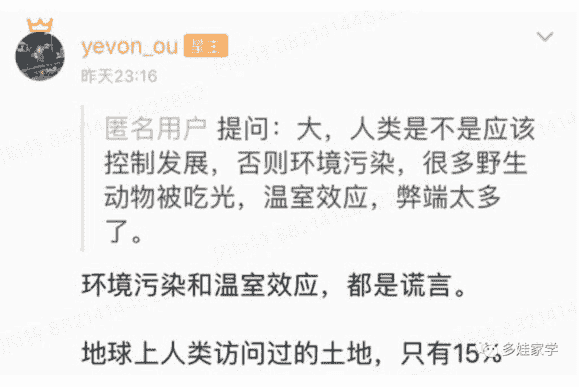 yevon_ou 星主
昨天23:16
匿名用户 提问：大，人类是不是应该
控制发展，否则环境污染，很多野生
动物被吃光，温室效应，弊端太多
了。
环境污染和温室效应，都是谎言。
地球上人类访问过的土地，只有15%
多娃家学